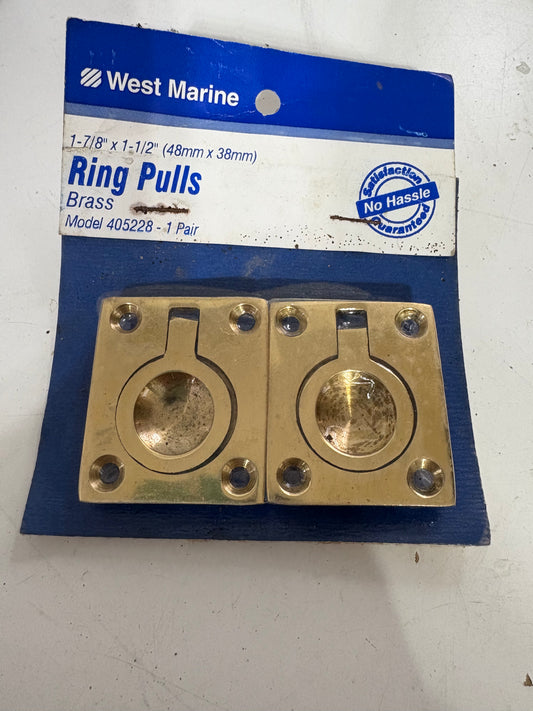 West Marine
1-7/8" x 1-1/2" (48mm x 38mm)
Ring Pulls
Brass
Model 405228 - 1 Pair
Satisfaction
No Hassle
Guaranteed